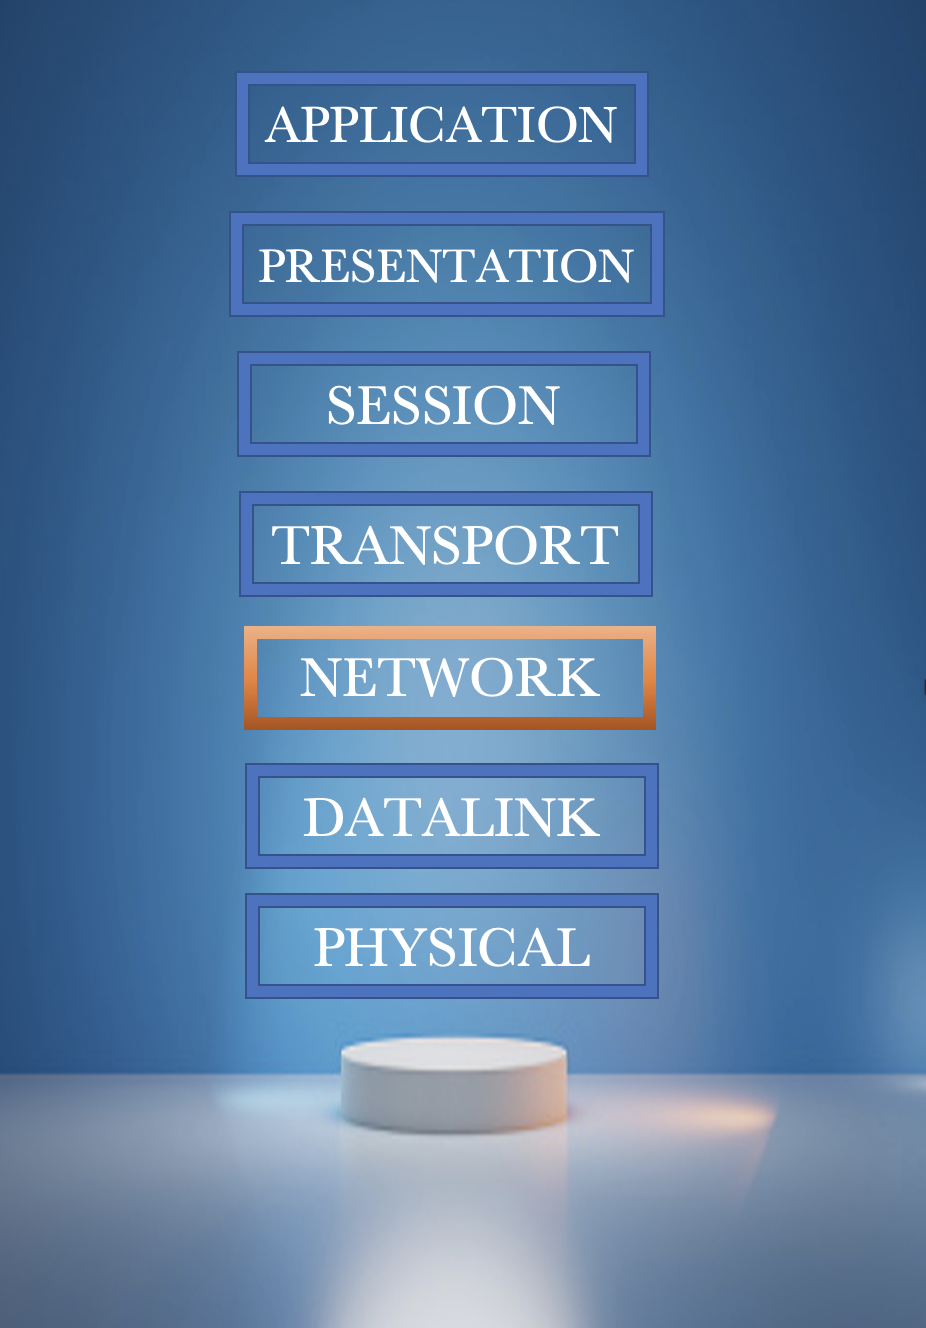 APPLICATION
PRESENTATION
SESSION
TRANSPORT
NETWORK
DATALINK
PHYSICAL